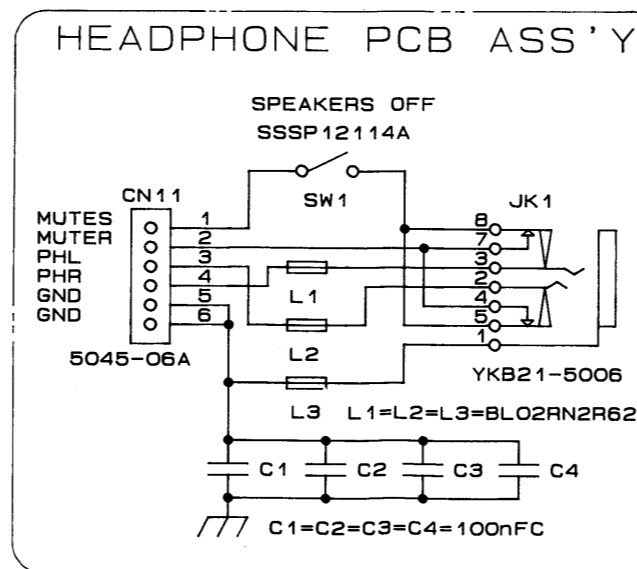 HEADPHONE PCB ASS'Y
SPEAKERS OFF
SSSP12114A
SW1
CN11
MUTES 1
MUTER 2
PHL 3
PHR 4
GND 5
GND 6
5045-06A
JK1
8
7
3
2
4
5
1
YKB21-5006
L1
L2
L3
L1=L2=L3=BL02RN2R62
C1 C2 C3 C4
C1=C2=C3=C4=100nFC